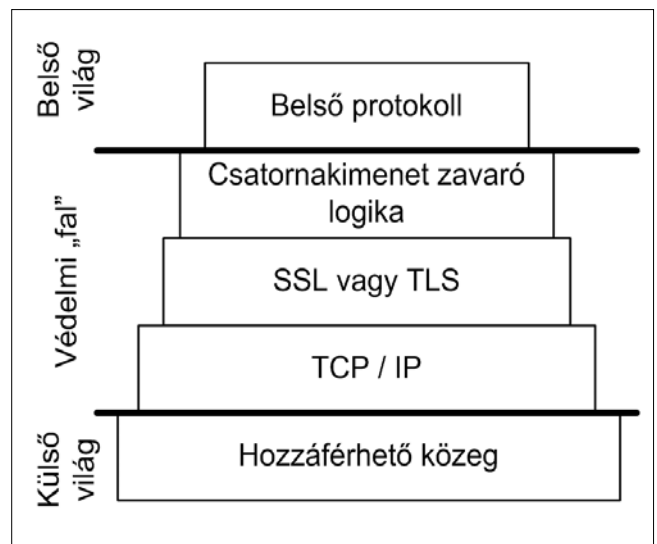 Belső
világ
Belső protokoll
Védelmi „fal”
Csatornakimenet zavaró
logika
SSL vagy TLS
TCP / IP
Külső
világ
Hozzáférhető közeg